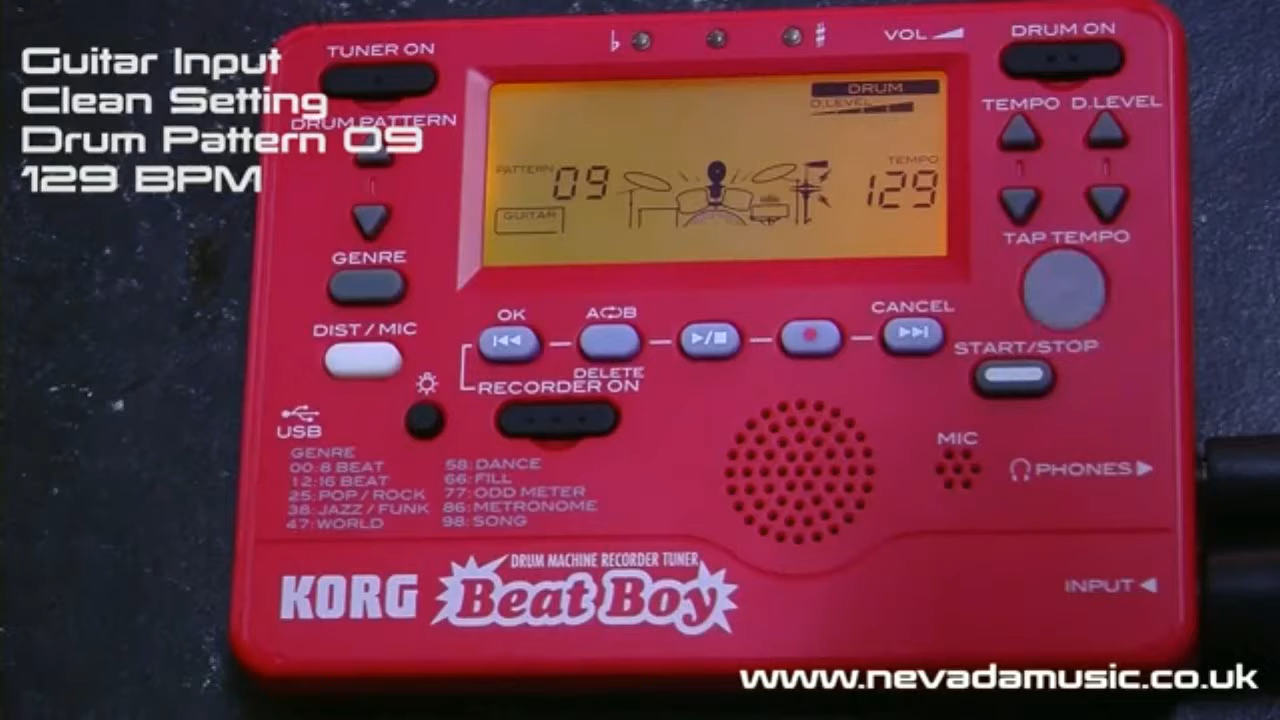 Guitar Input
Clean Setting
Drum Pattern 09
129 BPM
TUNER ON
♭ ♯
VOL
DRUM ON
DRUM PATTERN
TEMPO D.LEVEL
DRUM
D.LEVEL
PATTERN 09
TEMPO 129
GUITAR
TAP TEMPO
GENRE
DIST / MIC
OK
A⮂B
CANCEL
START/STOP
DELETE
RECORDER ON
USB
MIC
PHONES
GENRE
00: 8 BEAT
12: 16 BEAT
25: POP / ROCK
38: JAZZ / FUNK
47: WORLD
58: DANCE
66: FILL
77: ODD METER
86: METRONOME
98: SONG
INPUT
DRUM MACHINE RECORDER TUNER
KORG Beat Boy
www.nevadamusic.co.uk